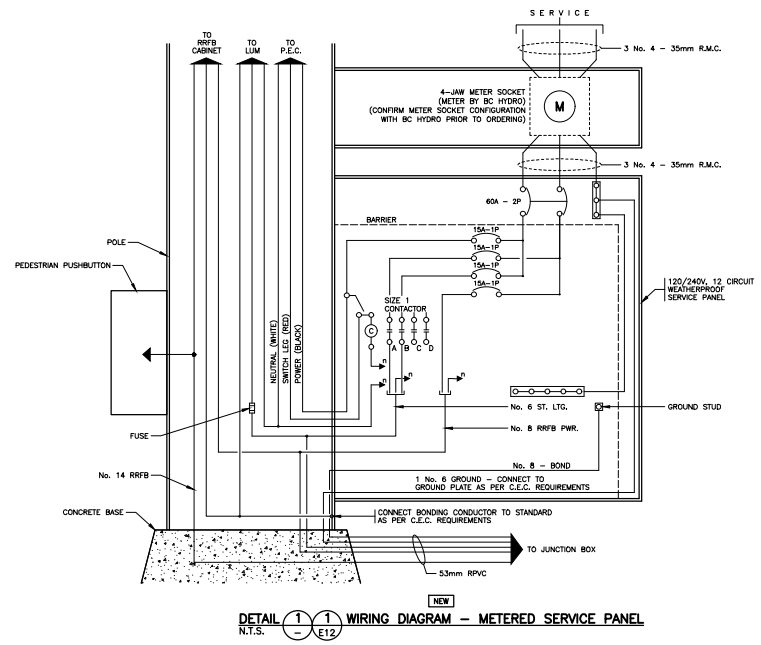 SERVICE
TO
RRFB
CABINET
TO
LUM
TO
P.E.C.
3 No. 4 - 35mm R.M.C.
4-JAW METER SOCKET
(METER BY BC HYDRO)
(CONFIRM METER SOCKET CONFIGURATION
WITH BC HYDRO PRIOR TO ORDERING)
M
3 No. 4 - 35mm R.M.C.
60A - 2P
BARRIER
15A-1P
15A-1P
15A-1P
15A-1P
POLE
PEDESTRIAN PUSHBUTTON
120/240V, 12 CIRCUIT
WEATHERPROOF
SERVICE PANEL
SIZE 1
CONTACTOR
C
A
B
C
D
NEUTRAL (WHITE)
SWITCH LEG (RED)
POWER (BLACK)
n
n
n
n
No. 6 ST. LTG.
GROUND STUD
No. 8 RRFB PWR.
FUSE
No. 8 - BOND
No. 14 RRFB
1 No. 6 GROUND - CONNECT TO
GROUND PLATE AS PER C.E.C. REQUIREMENTS
CONCRETE BASE
CONNECT BONDING CONDUCTOR TO STANDARD
AS PER C.E.C. REQUIREMENTS
TO JUNCTION BOX
53mm RPVC
NEW
DETAIL 1 - 1 E12 WIRING DIAGRAM - METERED SERVICE PANEL
N.T.S.